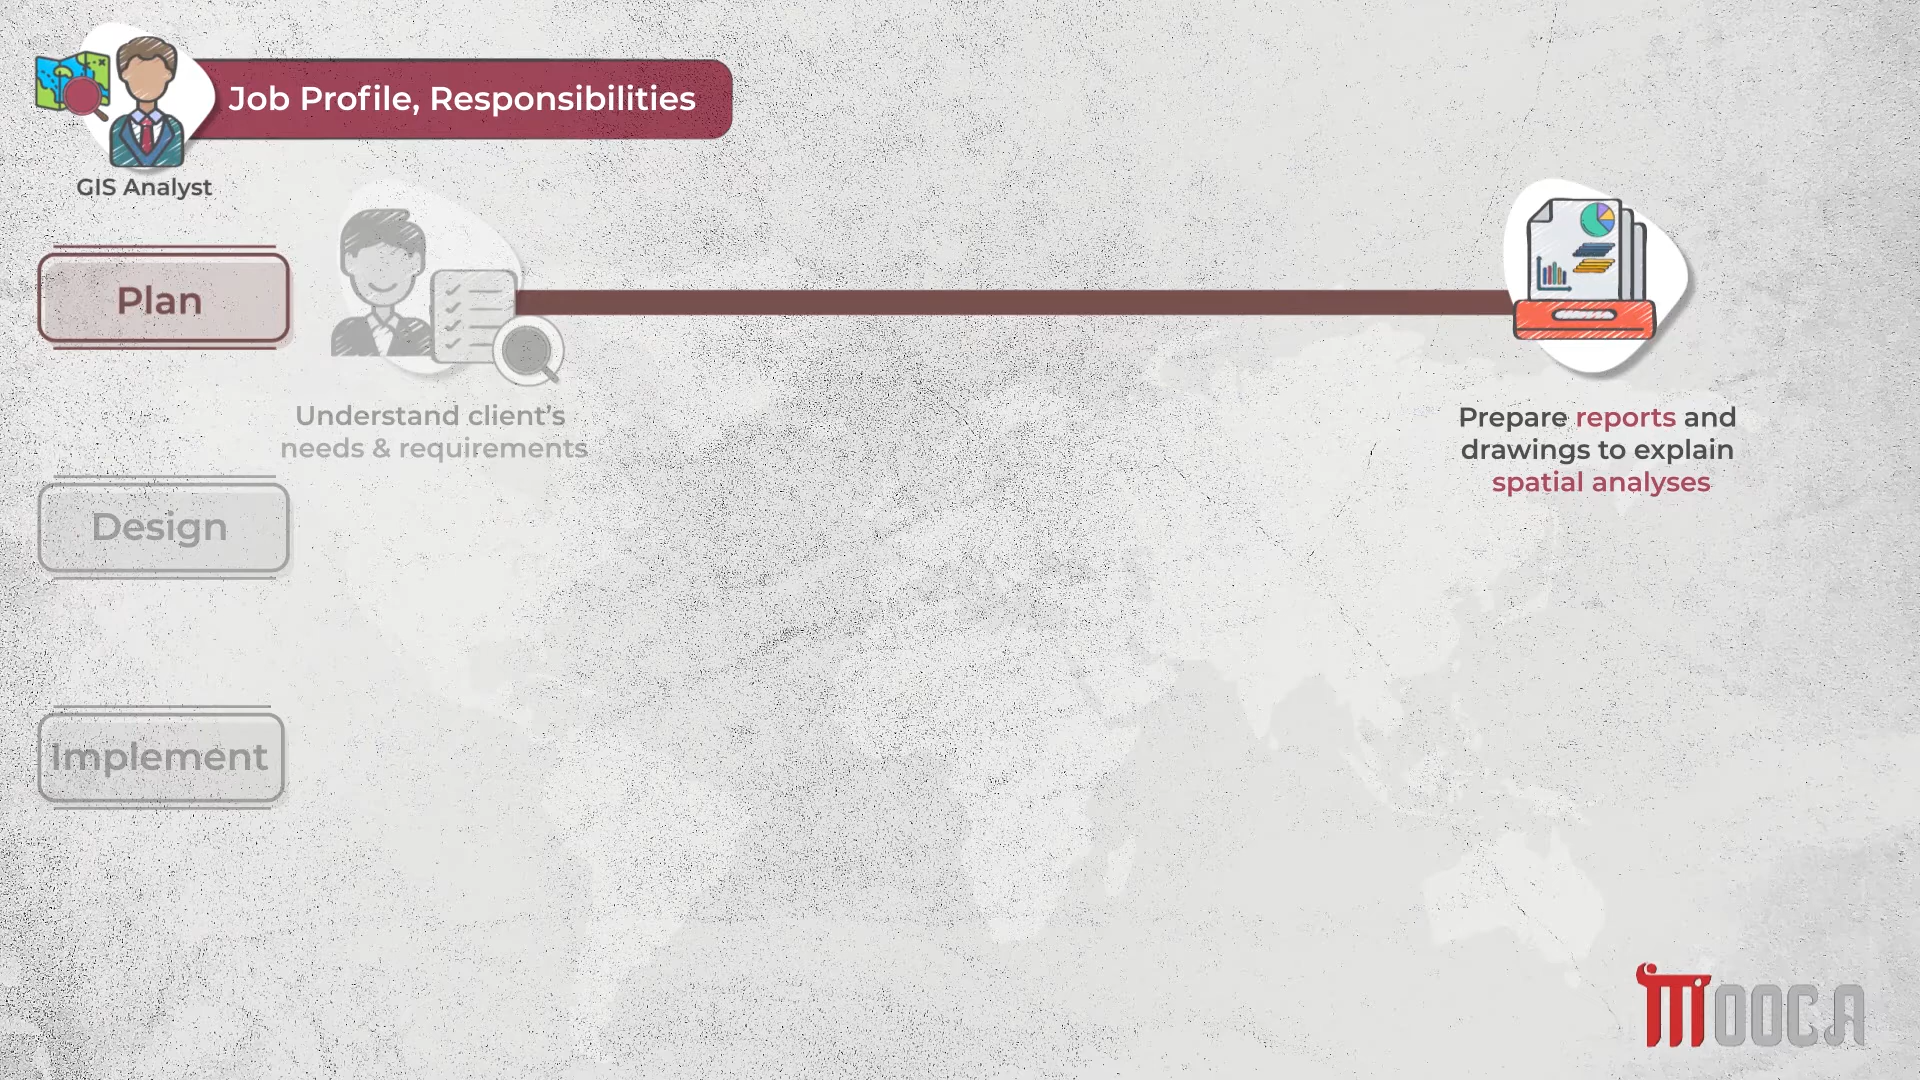 Job Profile, Responsibilities
GIS Analyst
Plan
Understand client's
needs & requirements
Prepare reports and
drawings to explain
spatial analyses
Design
Implement
MOOCA